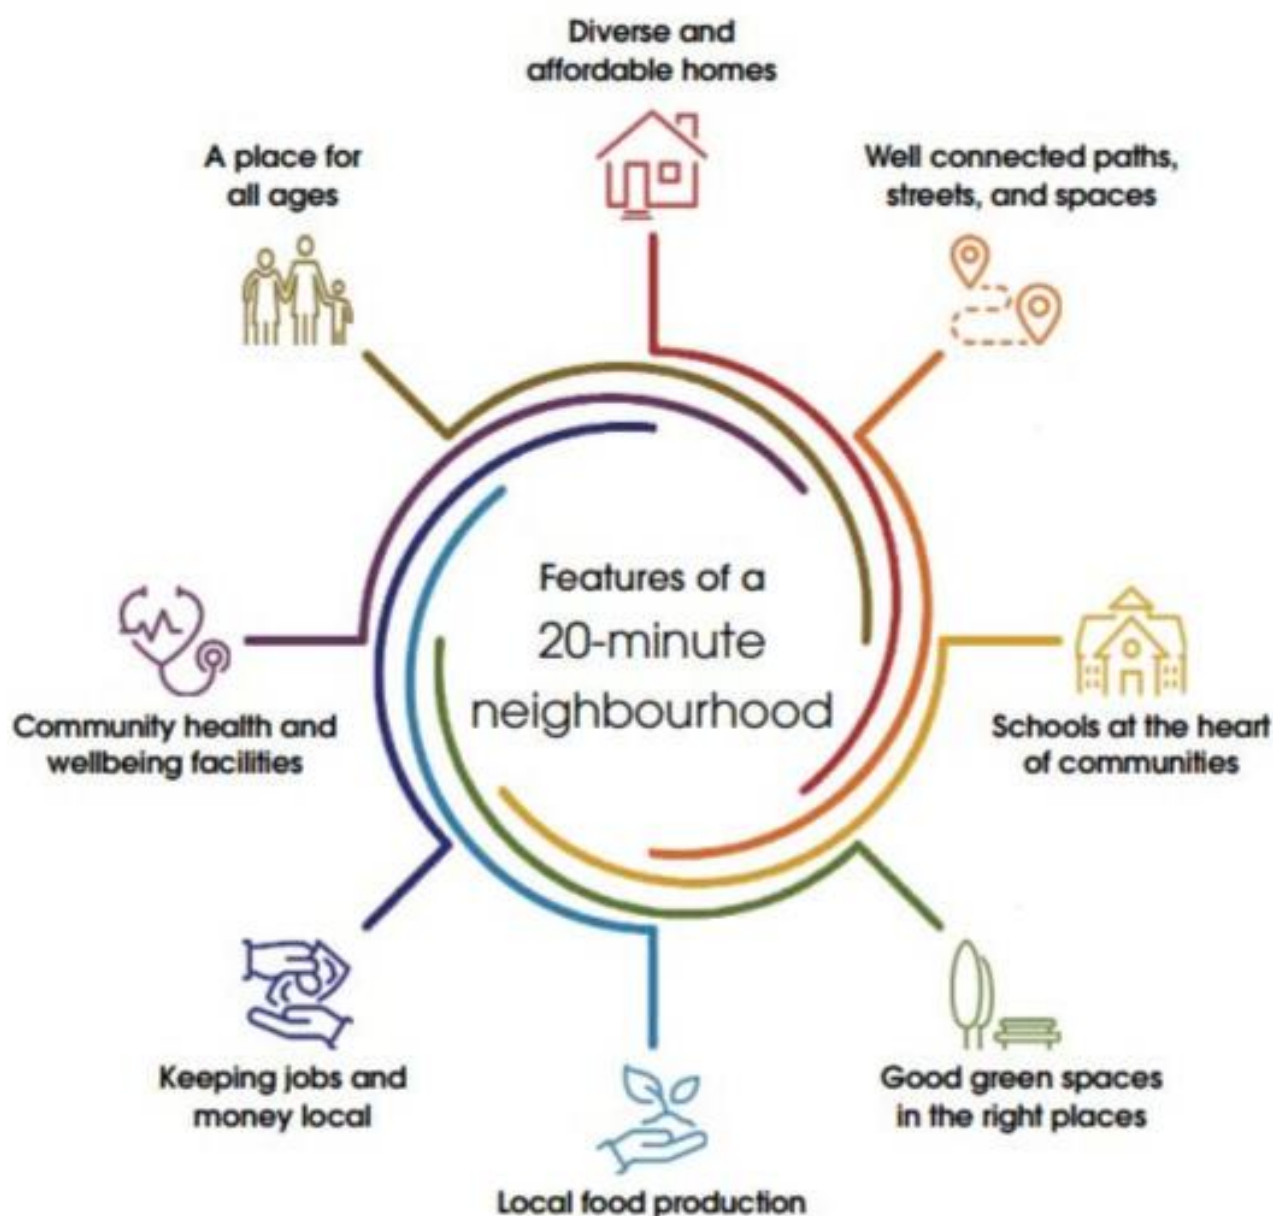 Diverse and
affordable homes
A place for
all ages
Well connected paths,
streets, and spaces
Features of a
20-minute
neighbourhood
Community health and
wellbeing facilities
Schools at the heart
of communities
Keeping jobs and
money local
Good green spaces
in the right places
Local food production